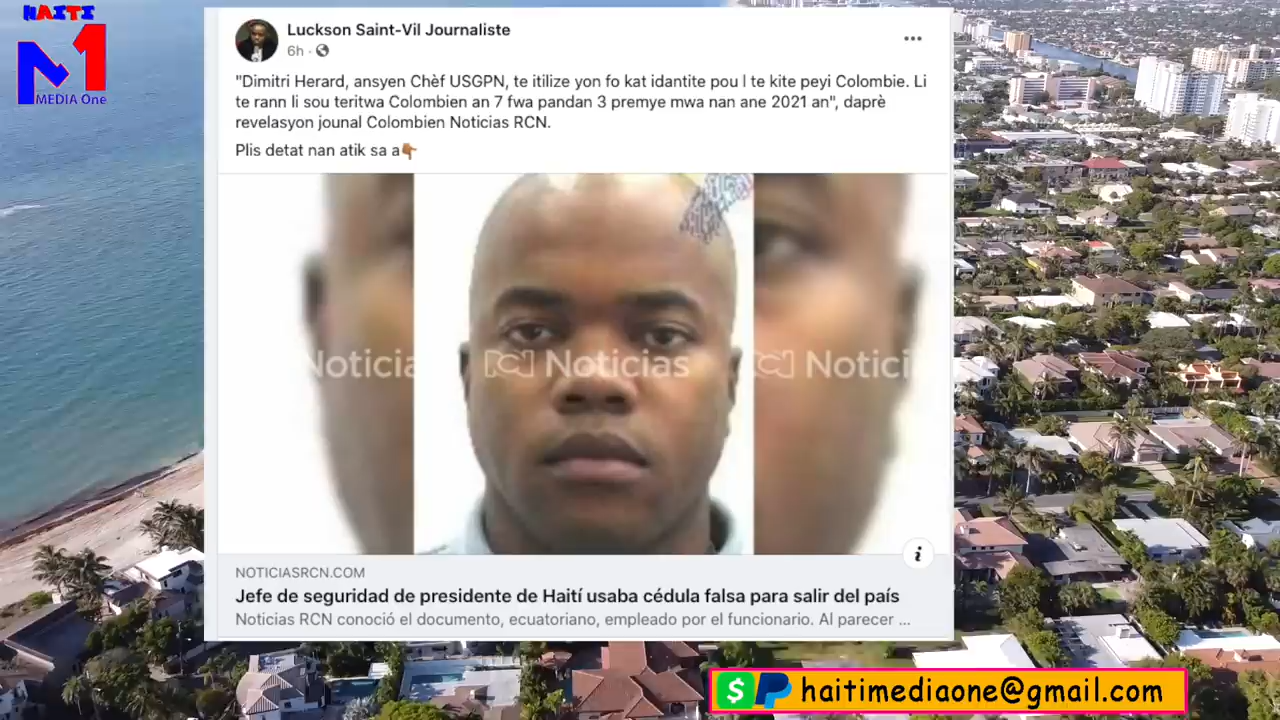 HAITI
M1
MEDIA One
Luckson Saint-Vil Journaliste
6h
"Dimitri Herard, ansyen Chèf USGPN, te itilize yon fo kat idantite pou l te kite peyi Colombie. Li
te rann li sou teritwa Colombien an 7 fwa pandan 3 premye mwa nan ane 2021 an", daprè
revelasyon jounal Colombien Noticias RCN.
Plis detat nan atik sa a
Noticia Noticias Notici
NOTICIASRCN.COM
Jefe de seguridad de presidente de Haití usaba cédula falsa para salir del país
Noticias RCN conoció el documento, ecuatoriano, empleado por el funcionario. Al parecer ...
haitimediaone@gmail.com